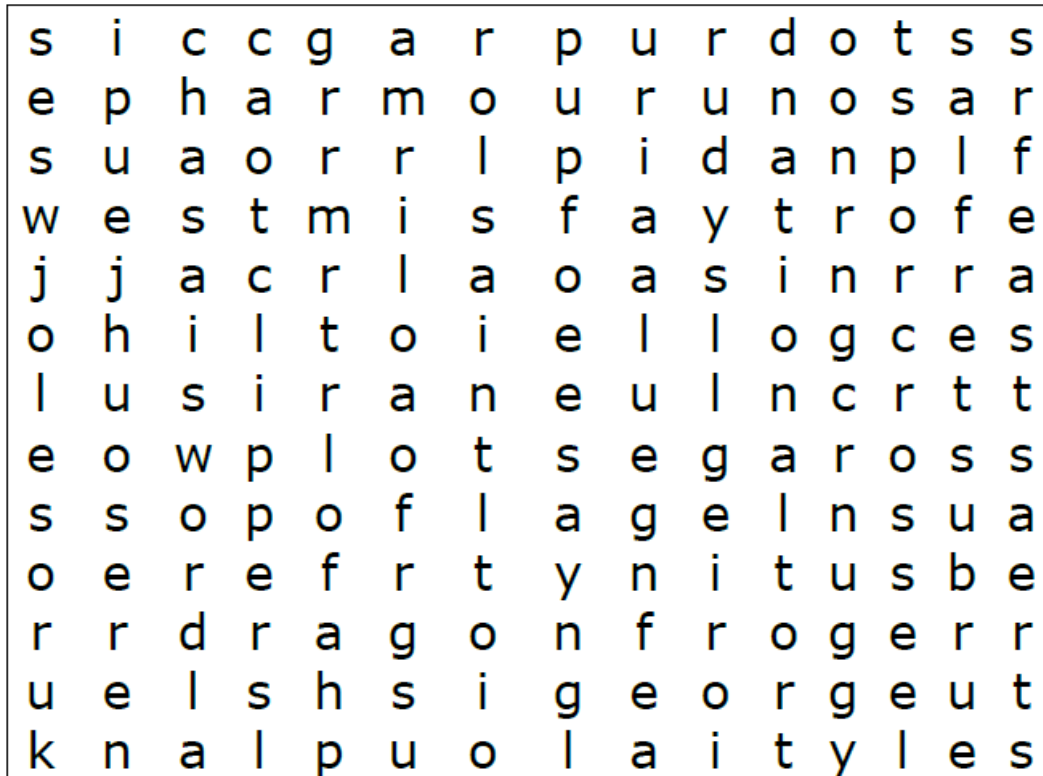 s i c c g a r p u r d o t s s
e p h a r m o u r u n o s a r
s u a o r r l p i d a n p l f
w e s t m i s f a y t r o f e
j j a c r l a o a s i n r r a
o h i l t o i e l l o g c e s
l u s i r a n e u l n c r t t
e o w p l o t s e g a r o s s
s s o p o f l a g e l n s u a
o e r e f r t y n i t u s b e
r r d r a g o n f r o g e r r
u e l s h s i g e o r g e u t
k n a l p u o l a i t y l e s